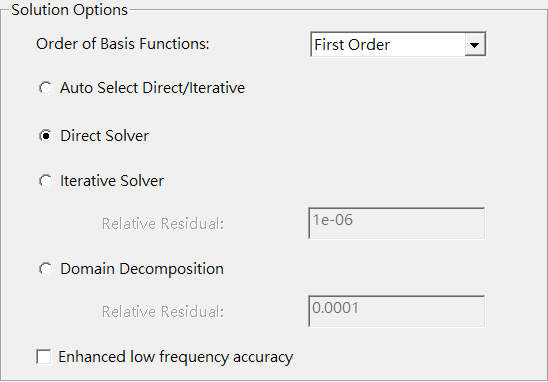 Solution Options
Order of Basis Functions: First Order
Auto Select Direct/Iterative
Direct Solver
Iterative Solver
Relative Residual: 1e-06
Domain Decomposition
Relative Residual: 0.0001
Enhanced low frequency accuracy